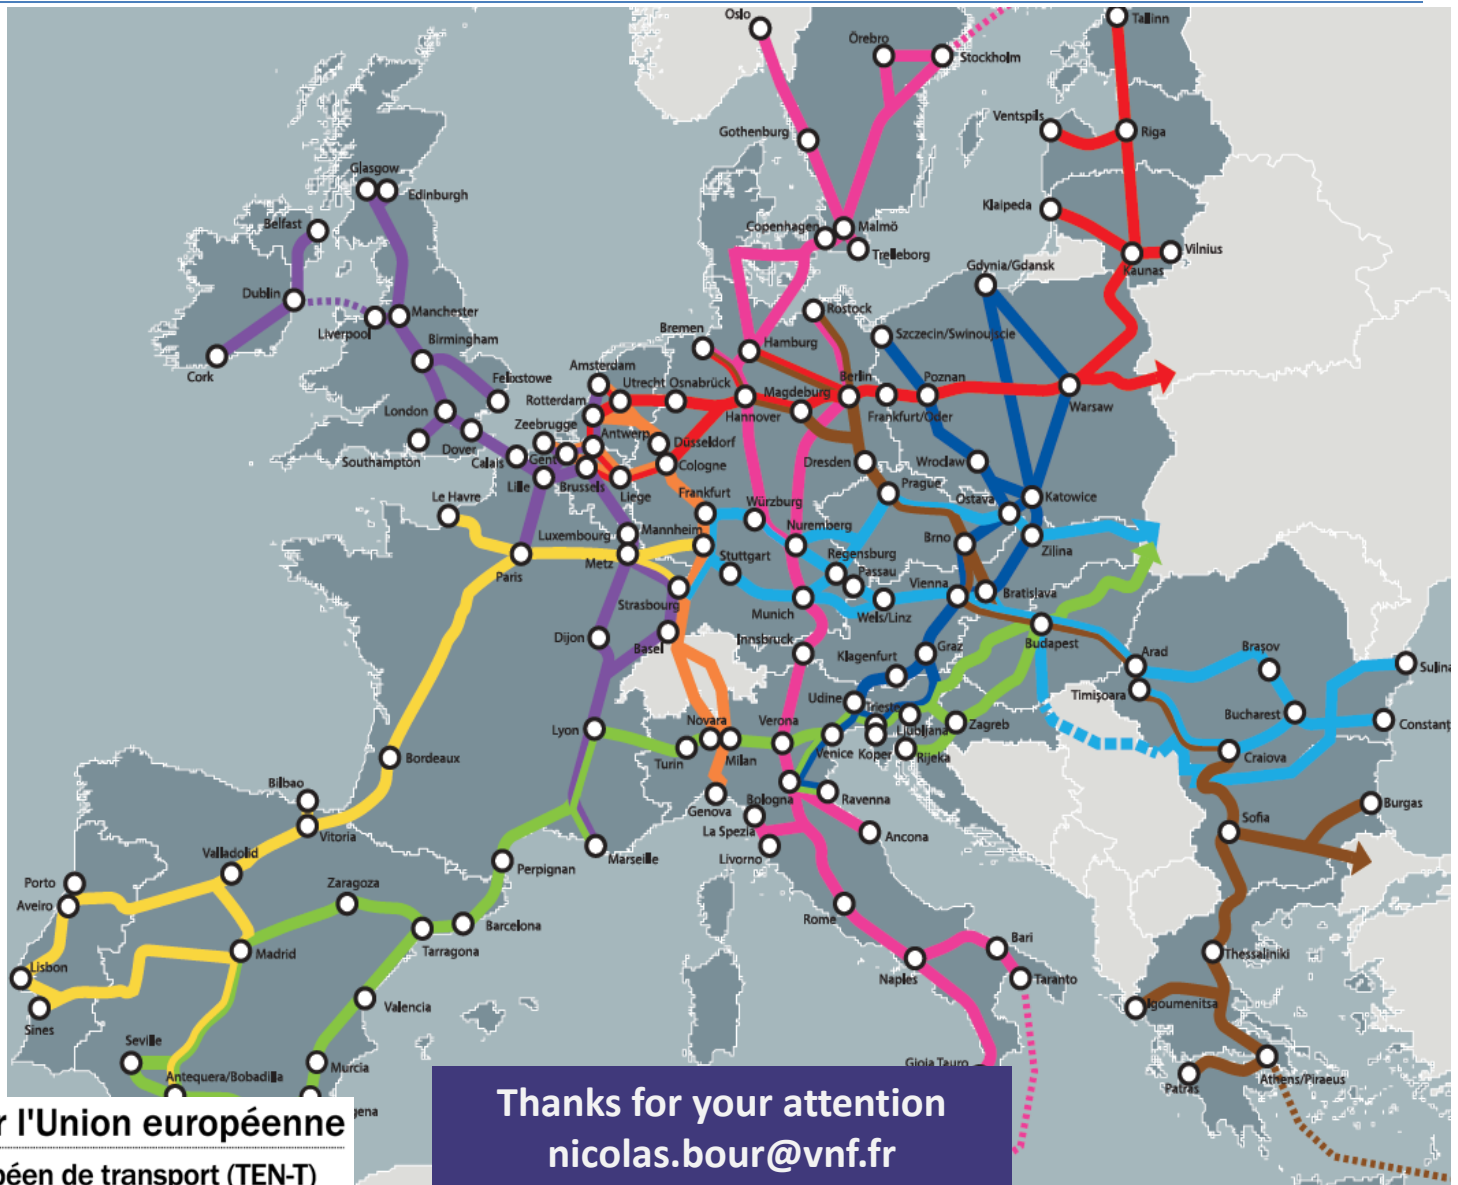 Oslo
Örebro
Stockholm
Tallinn
Gothenburg
Ventspils
Riga
Glasgow
Edinburgh
Klaipeda
Belfast
Copenhagen
Malmö
Trelleborg
Vilnius
Kaunas
Gdynia/Gdansk
Dublin
Liverpool
Manchester
Birmingham
Rostock
Szczecin/Swinoujscie
Bremen
Hamburg
Cork
Felixstowe
Amsterdam
Utrecht
Osnabrück
Magdeburg
Berlin
Poznan
Rotterdam
Hannover
Frankfurt/Oder
Warsaw
London
Zeebrugge
Dover
Antwerp
Düsseldorf
Southampton
Calais
Gent
Cologne
Dresden
Wroclaw
Lille
Brussels
Liege
Le Havre
Frankfurt
Würzburg
Prague
Ostava
Katowice
Luxembourg
Mannheim
Nuremberg
Brno
Zilina
Paris
Metz
Stuttgart
Regensburg
Passau
Vienna
Bratislava
Strasbourg
Munich
Wels/Linz
Dijon
Basel
Innsbruck
Klagenfurt
Graz
Budapest
Arad
Braşov
Sulina
Timişoara
Udine
Trieste
Lyon
Novara
Verona
Ljubljana
Zagreb
Bucharest
Constanţ
Turin
Milan
Venice
Koper
Rijeka
Craiova
Bordeaux
Bilbao
Genova
Bologna
Ravenna
Burgas
Vitoria
La Spezia
Ancona
Sofia
Valladolid
Marseille
Livorno
Perpignan
Porto
Zaragoza
Aveiro
Rome
Barcelona
Tarragona
Madrid
Bari
Thessaliniki
Lisbon
Naples
Taranto
Sines
Valencia
Igoumenitsa
Seville
Murcia
Gioia Tauro
Antequera/Bobadilla
Patras
Athens/Piraeus
gena
r l'Union européenne
péen de transport (TEN-T)
Thanks for your attention
nicolas.bour@vnf.fr